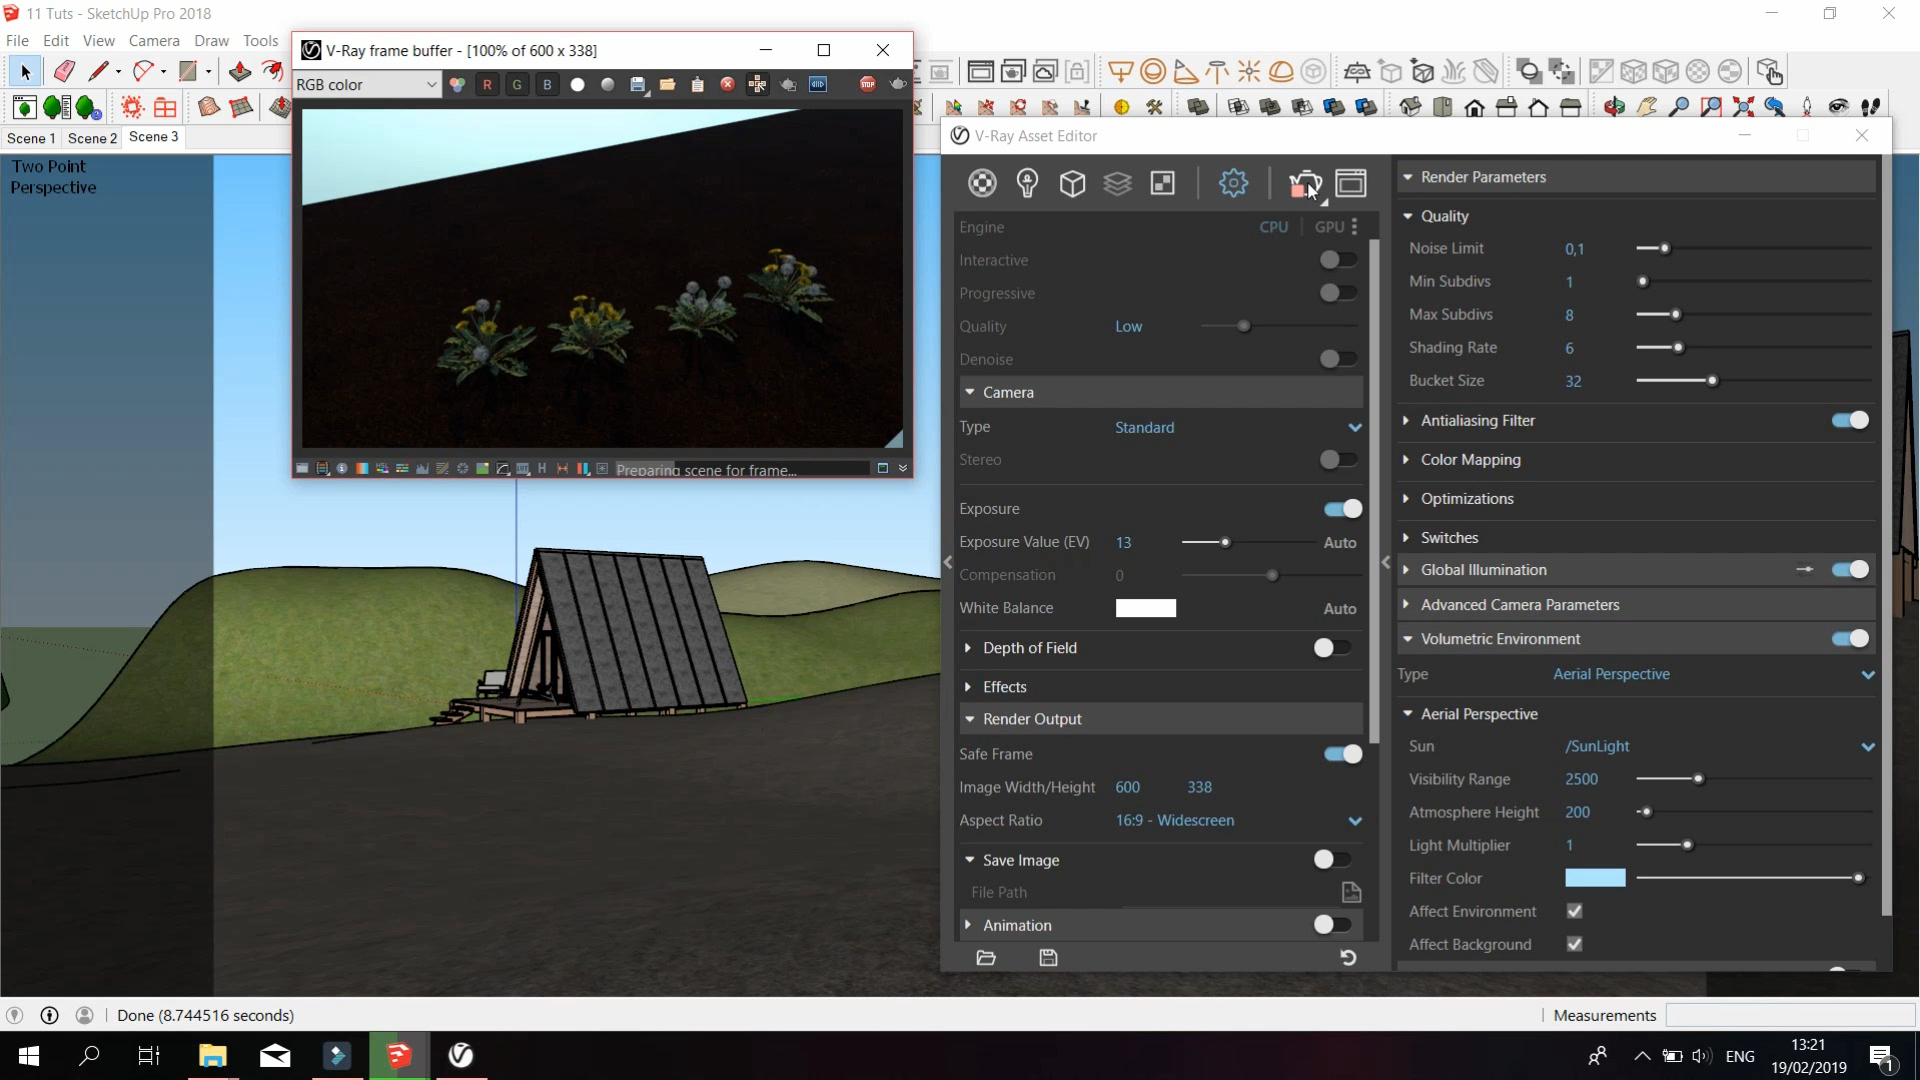 11 Tuts - SketchUp Pro 2018
File Edit View Camera Draw Tools
V-Ray frame buffer - [100% of 600 x 338]
RGB color
R G B
STOP
Scene 1 Scene 2 Scene 3
Two Point
Perspective
Preparing scene for frame...
V-Ray Asset Editor
Engine CPU GPU
Interactive
Progressive
Quality Low
Denoise
Camera
Type Standard
Stereo
Exposure
Exposure Value (EV) 13 Auto
Compensation 0
White Balance Auto
Depth of Field
Effects
Render Output
Safe Frame
Image Width/Height 600 338
Aspect Ratio 16:9 - Widescreen
Save Image
File Path
Animation
Render Parameters
Quality
Noise Limit 0,1
Min Subdivs 1
Max Subdivs 8
Shading Rate 6
Bucket Size 32
Antialiasing Filter
Color Mapping
Optimizations
Switches
Global Illumination
Advanced Camera Parameters
Volumetric Environment
Type Aerial Perspective
Aerial Perspective
Sun /SunLight
Visibility Range 2500
Atmosphere Height 200
Light Multiplier 1
Filter Color
Affect Environment
Affect Background
Done (8.744516 seconds)
Measurements
ENG
13:21
19/02/2019
1